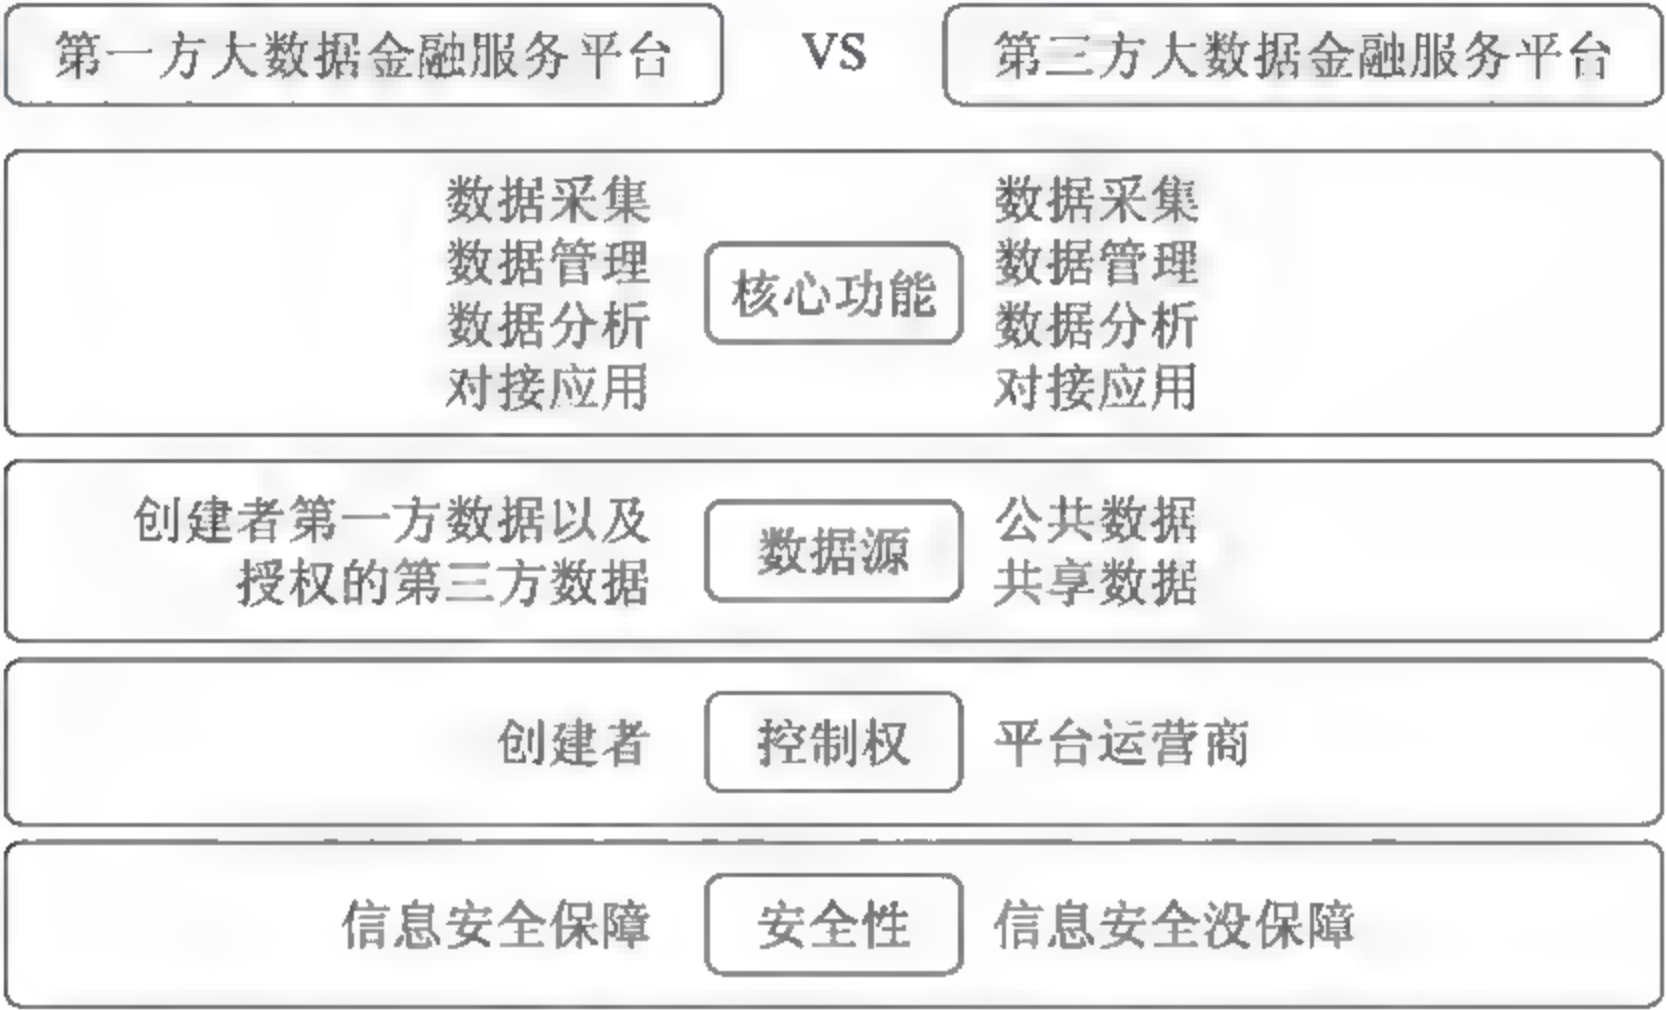 第一方大数据金融服务平台 VS 第三方大数据金融服务平台
数据采集
数据管理
数据分析
对接应用
核心功能
数据采集
数据管理
数据分析
对接应用
创建者第一方数据以及
授权的第三方数据
数据源
公共数据
共享数据
创建者 控制权 平台运营商
信息安全保障 安全性 信息安全没保障